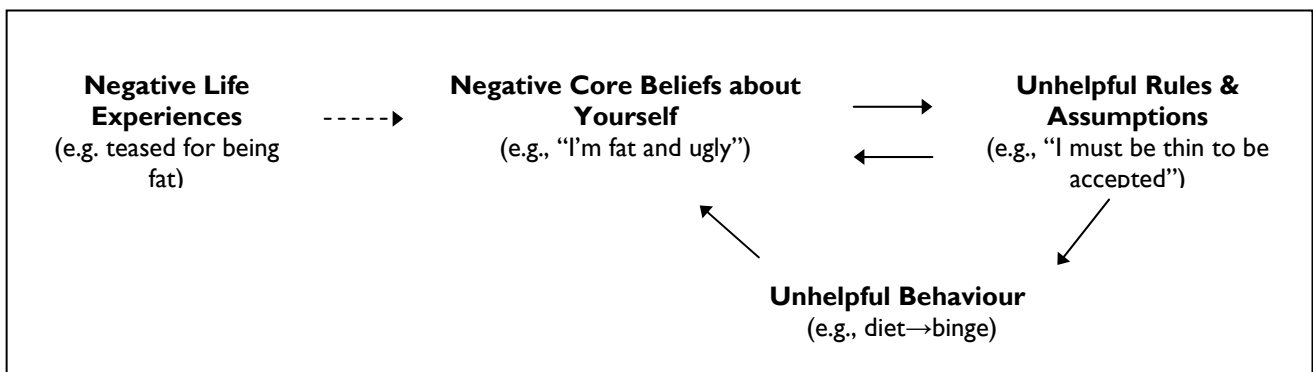 Negative Life
Experiences
(e.g. teased for being
fat)
Negative Core Beliefs about
Yourself
(e.g., “I’m fat and ugly”)
Unhelpful Rules &
Assumptions
(e.g., “I must be thin to be
accepted”)
Unhelpful Behaviour
(e.g., diet→binge)